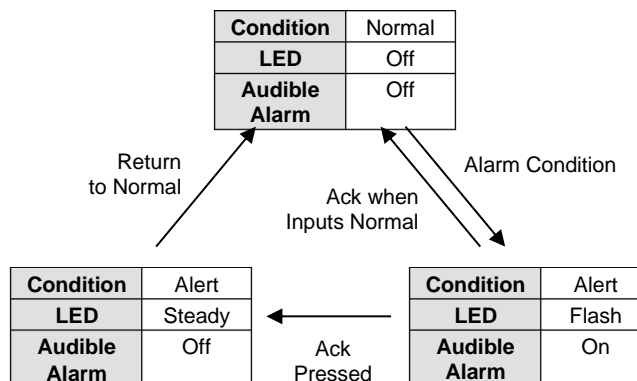 Condition Normal
LED Off
Audible Off
Alarm
Return
to Normal
Alarm Condition
Ack when
Inputs Normal
Condition Alert
LED Steady
Audible Off
Alarm
Ack
Pressed
Condition Alert
LED Flash
Audible On
Alarm